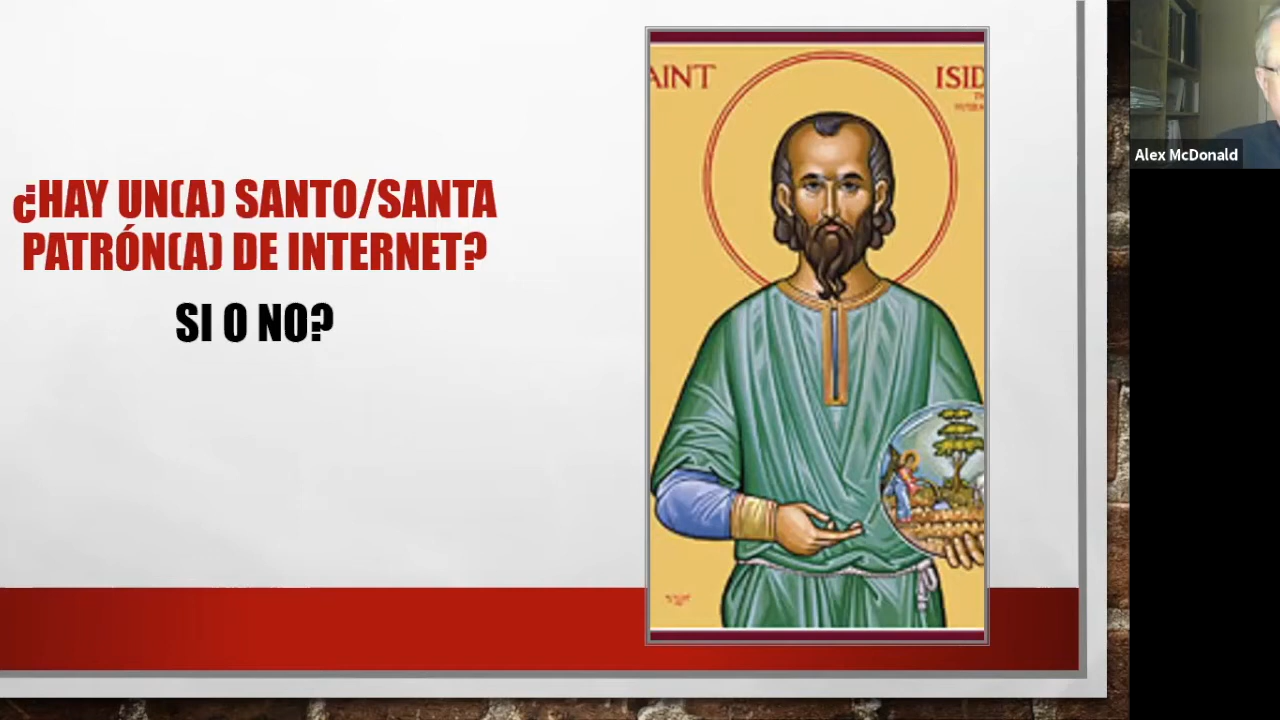 ¿HAY UN(A) SANTO/SANTA
PATRÓN(A) DE INTERNET?
SI O NO?
AINT
ISID
Alex McDonald